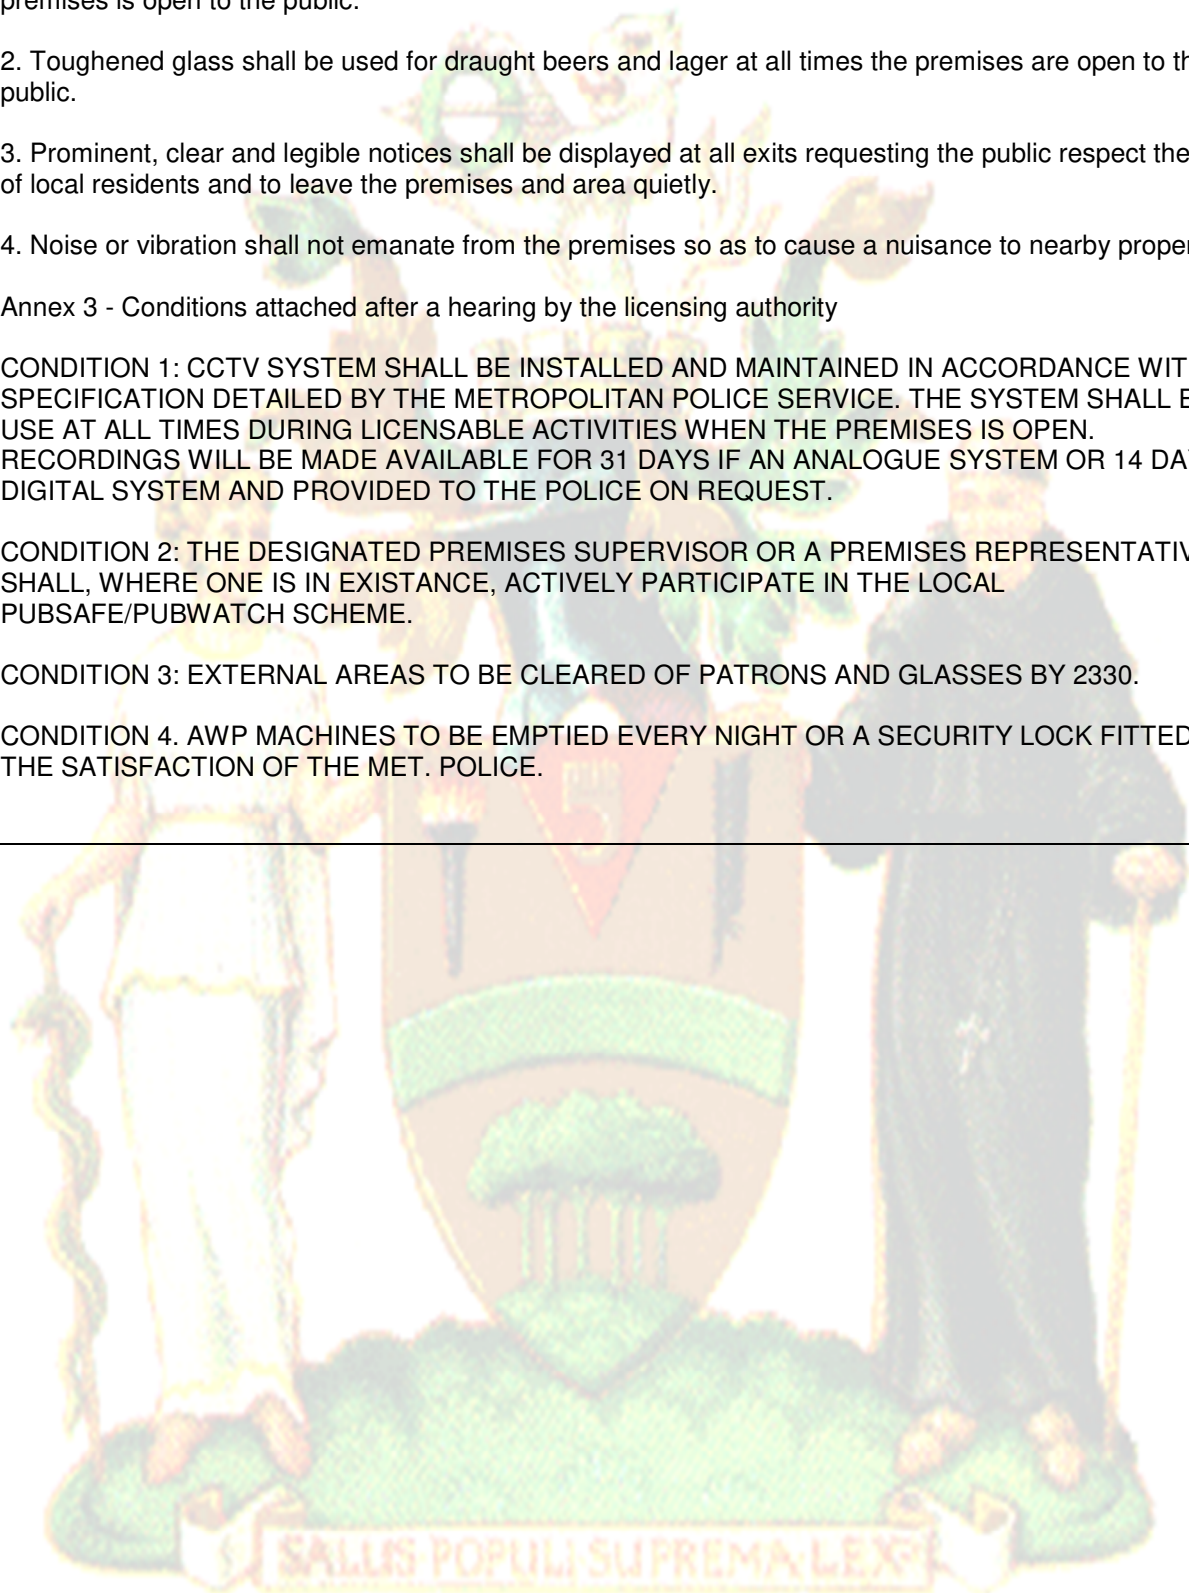 premises is open to the public.
2. Toughened glass shall be used for draught beers and lager at all times the premises are open to th
public.
3. Prominent, clear and legible notices shall be displayed at all exits requesting the public respect the
of local residents and to leave the premises and area quietly.
4. Noise or vibration shall not emanate from the premises so as to cause a nuisance to nearby proper
Annex 3 - Conditions attached after a hearing by the licensing authority
CONDITION 1: CCTV SYSTEM SHALL BE INSTALLED AND MAINTAINED IN ACCORDANCE WIT
SPECIFICATION DETAILED BY THE METROPOLITAN POLICE SERVICE. THE SYSTEM SHALL B
USE AT ALL TIMES DURING LICENSABLE ACTIVITIES WHEN THE PREMISES IS OPEN.
RECORDINGS WILL BE MADE AVAILABLE FOR 31 DAYS IF AN ANALOGUE SYSTEM OR 14 DAY
DIGITAL SYSTEM AND PROVIDED TO THE POLICE ON REQUEST.
CONDITION 2: THE DESIGNATED PREMISES SUPERVISOR OR A PREMISES REPRESENTATIV
SHALL, WHERE ONE IS IN EXISTANCE, ACTIVELY PARTICIPATE IN THE LOCAL
PUBSAFE/PUBWATCH SCHEME.
CONDITION 3: EXTERNAL AREAS TO BE CLEARED OF PATRONS AND GLASSES BY 2330.
CONDITION 4. AWP MACHINES TO BE EMPTIED EVERY NIGHT OR A SECURITY LOCK FITTED
THE SATISFACTION OF THE MET. POLICE.
SALUS·POPULI·SUPREMA·LEX